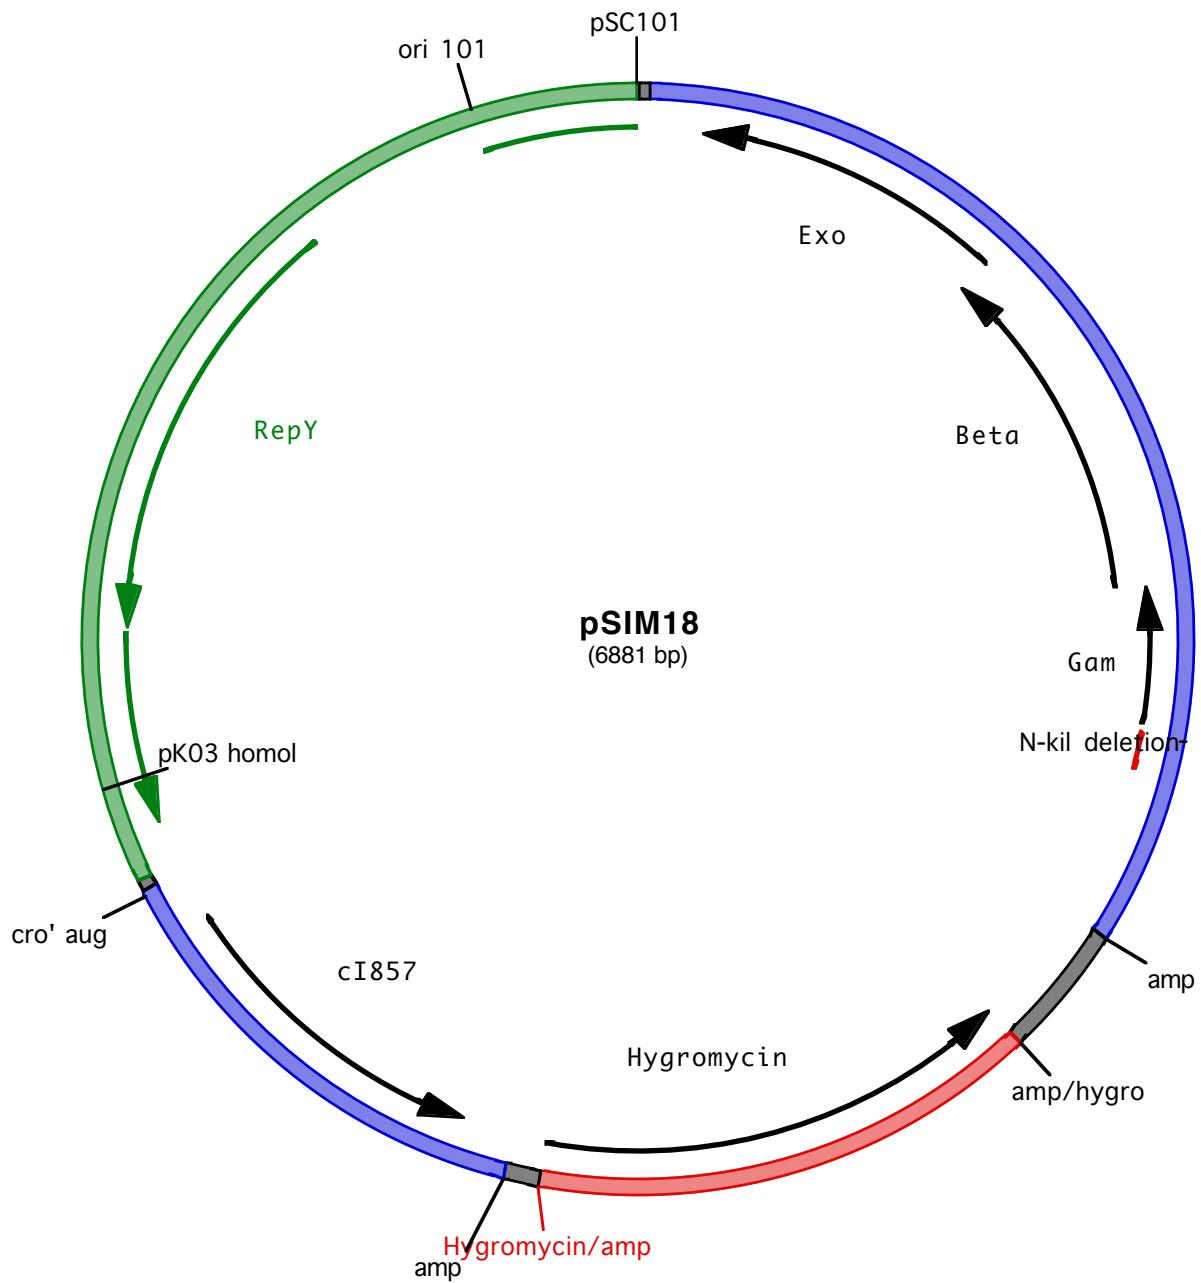 pSC101
ori 101
Exo
RepY
Beta
pSIM18
(6881 bp)
Gam
N-kil deletion
pK03 homol
cro' aug
cI857
amp
Hygromycin
amp/hygro
Hygromycin/amp
amp